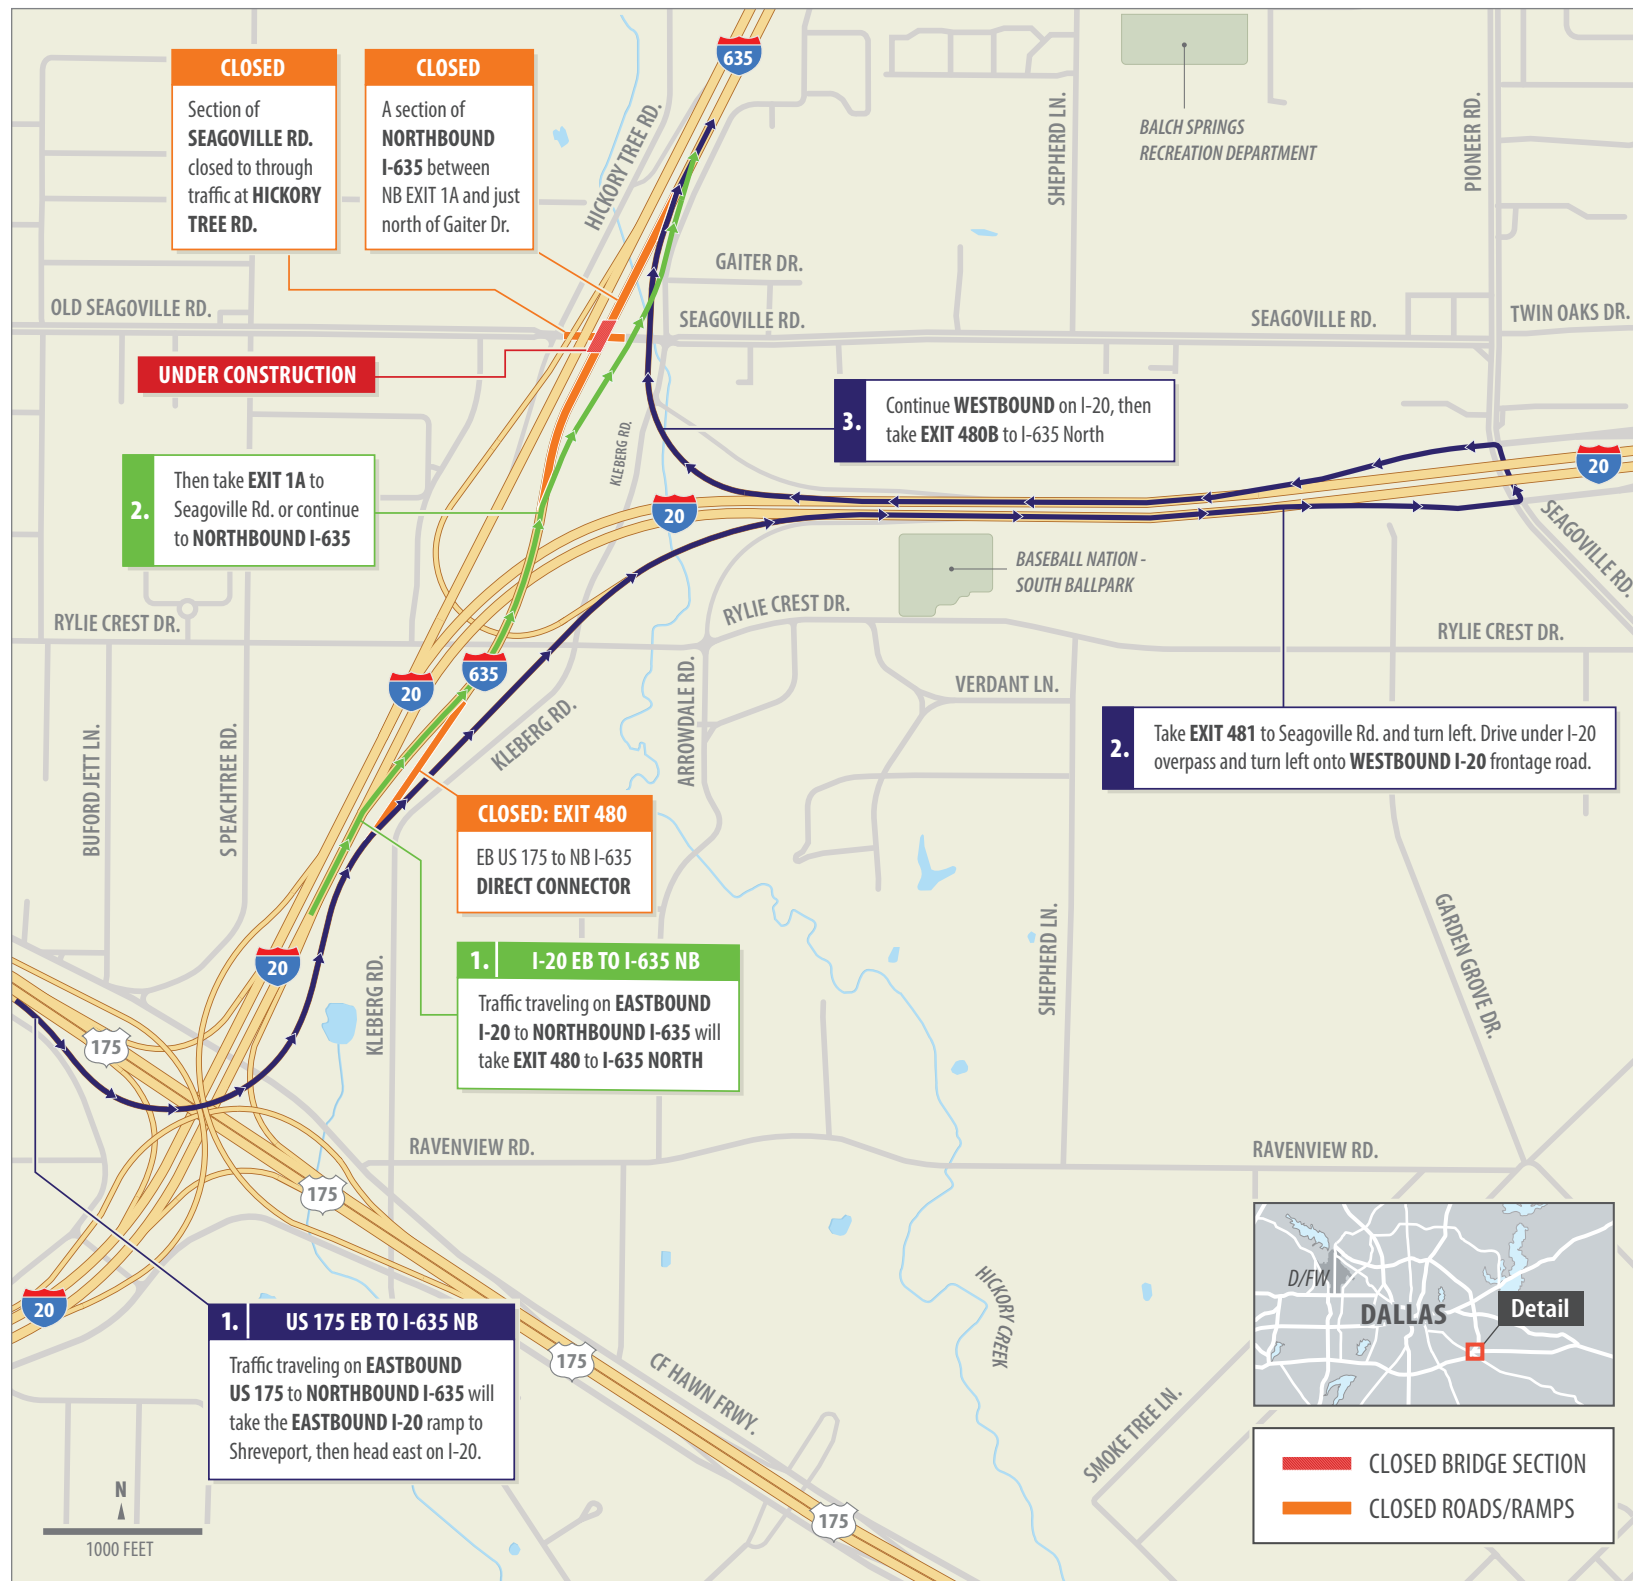 635
CLOSED
Section of
SEAGOVILLE RD.
closed to through
traffic at HICKORY
TREE RD.
CLOSED
A section of
NORTHBOUND
I-635 between
NB EXIT 1A and just
north of Gaiter Dr.
HICKORY TREE RD.
SHEPHERD LN.
BALCH SPRINGS
RECREATION DEPARTMENT
PIONEER RD.
GAITER DR.
OLD SEAGOVILLE RD.
SEAGOVILLE RD.
SEAGOVILLE RD.
TWIN OAKS DR.
UNDER CONSTRUCTION
3.
Continue WESTBOUND on I-20, then
take EXIT 480B to I-635 North
KLEBERG RD.
2.
Then take EXIT 1A to
Seagoville Rd. or continue
to NORTHBOUND I-635
20
20
SEAGOVILLE RD.
BASEBALL NATION -
SOUTH BALLPARK
RYLIE CREST DR.
RYLIE CREST DR.
RYLIE CREST DR.
635
20
VERDANT LN.
ARROWDALE RD.
KLEBERG RD.
BUFORD JETT LN.
S PEACHTREE RD.
2.
Take EXIT 481 to Seagoville Rd. and turn left. Drive under I-20
overpass and turn left onto WESTBOUND I-20 frontage road.
CLOSED: EXIT 480
EB US 175 to NB I-635
DIRECT CONNECTOR
GARDEN GROVE DR.
SHEPHERD LN.
20
KLEBERG RD.
1.
I-20 EB TO I-635 NB
Traffic traveling on EASTBOUND
I-20 to NORTHBOUND I-635 will
take EXIT 480 to I-635 NORTH
175
RAVENVIEW RD.
RAVENVIEW RD.
175
HICKORY CREEK
20
1.
US 175 EB TO I-635 NB
Traffic traveling on EASTBOUND
US 175 to NORTHBOUND I-635 will
take the EASTBOUND I-20 ramp to
Shreveport, then head east on I-20.
175
CF HAWN FRWY.
SMOKE TREE LN.
175
D/FW
DALLAS
Detail
CLOSED BRIDGE SECTION
CLOSED ROADS/RAMPS
N
1000 FEET